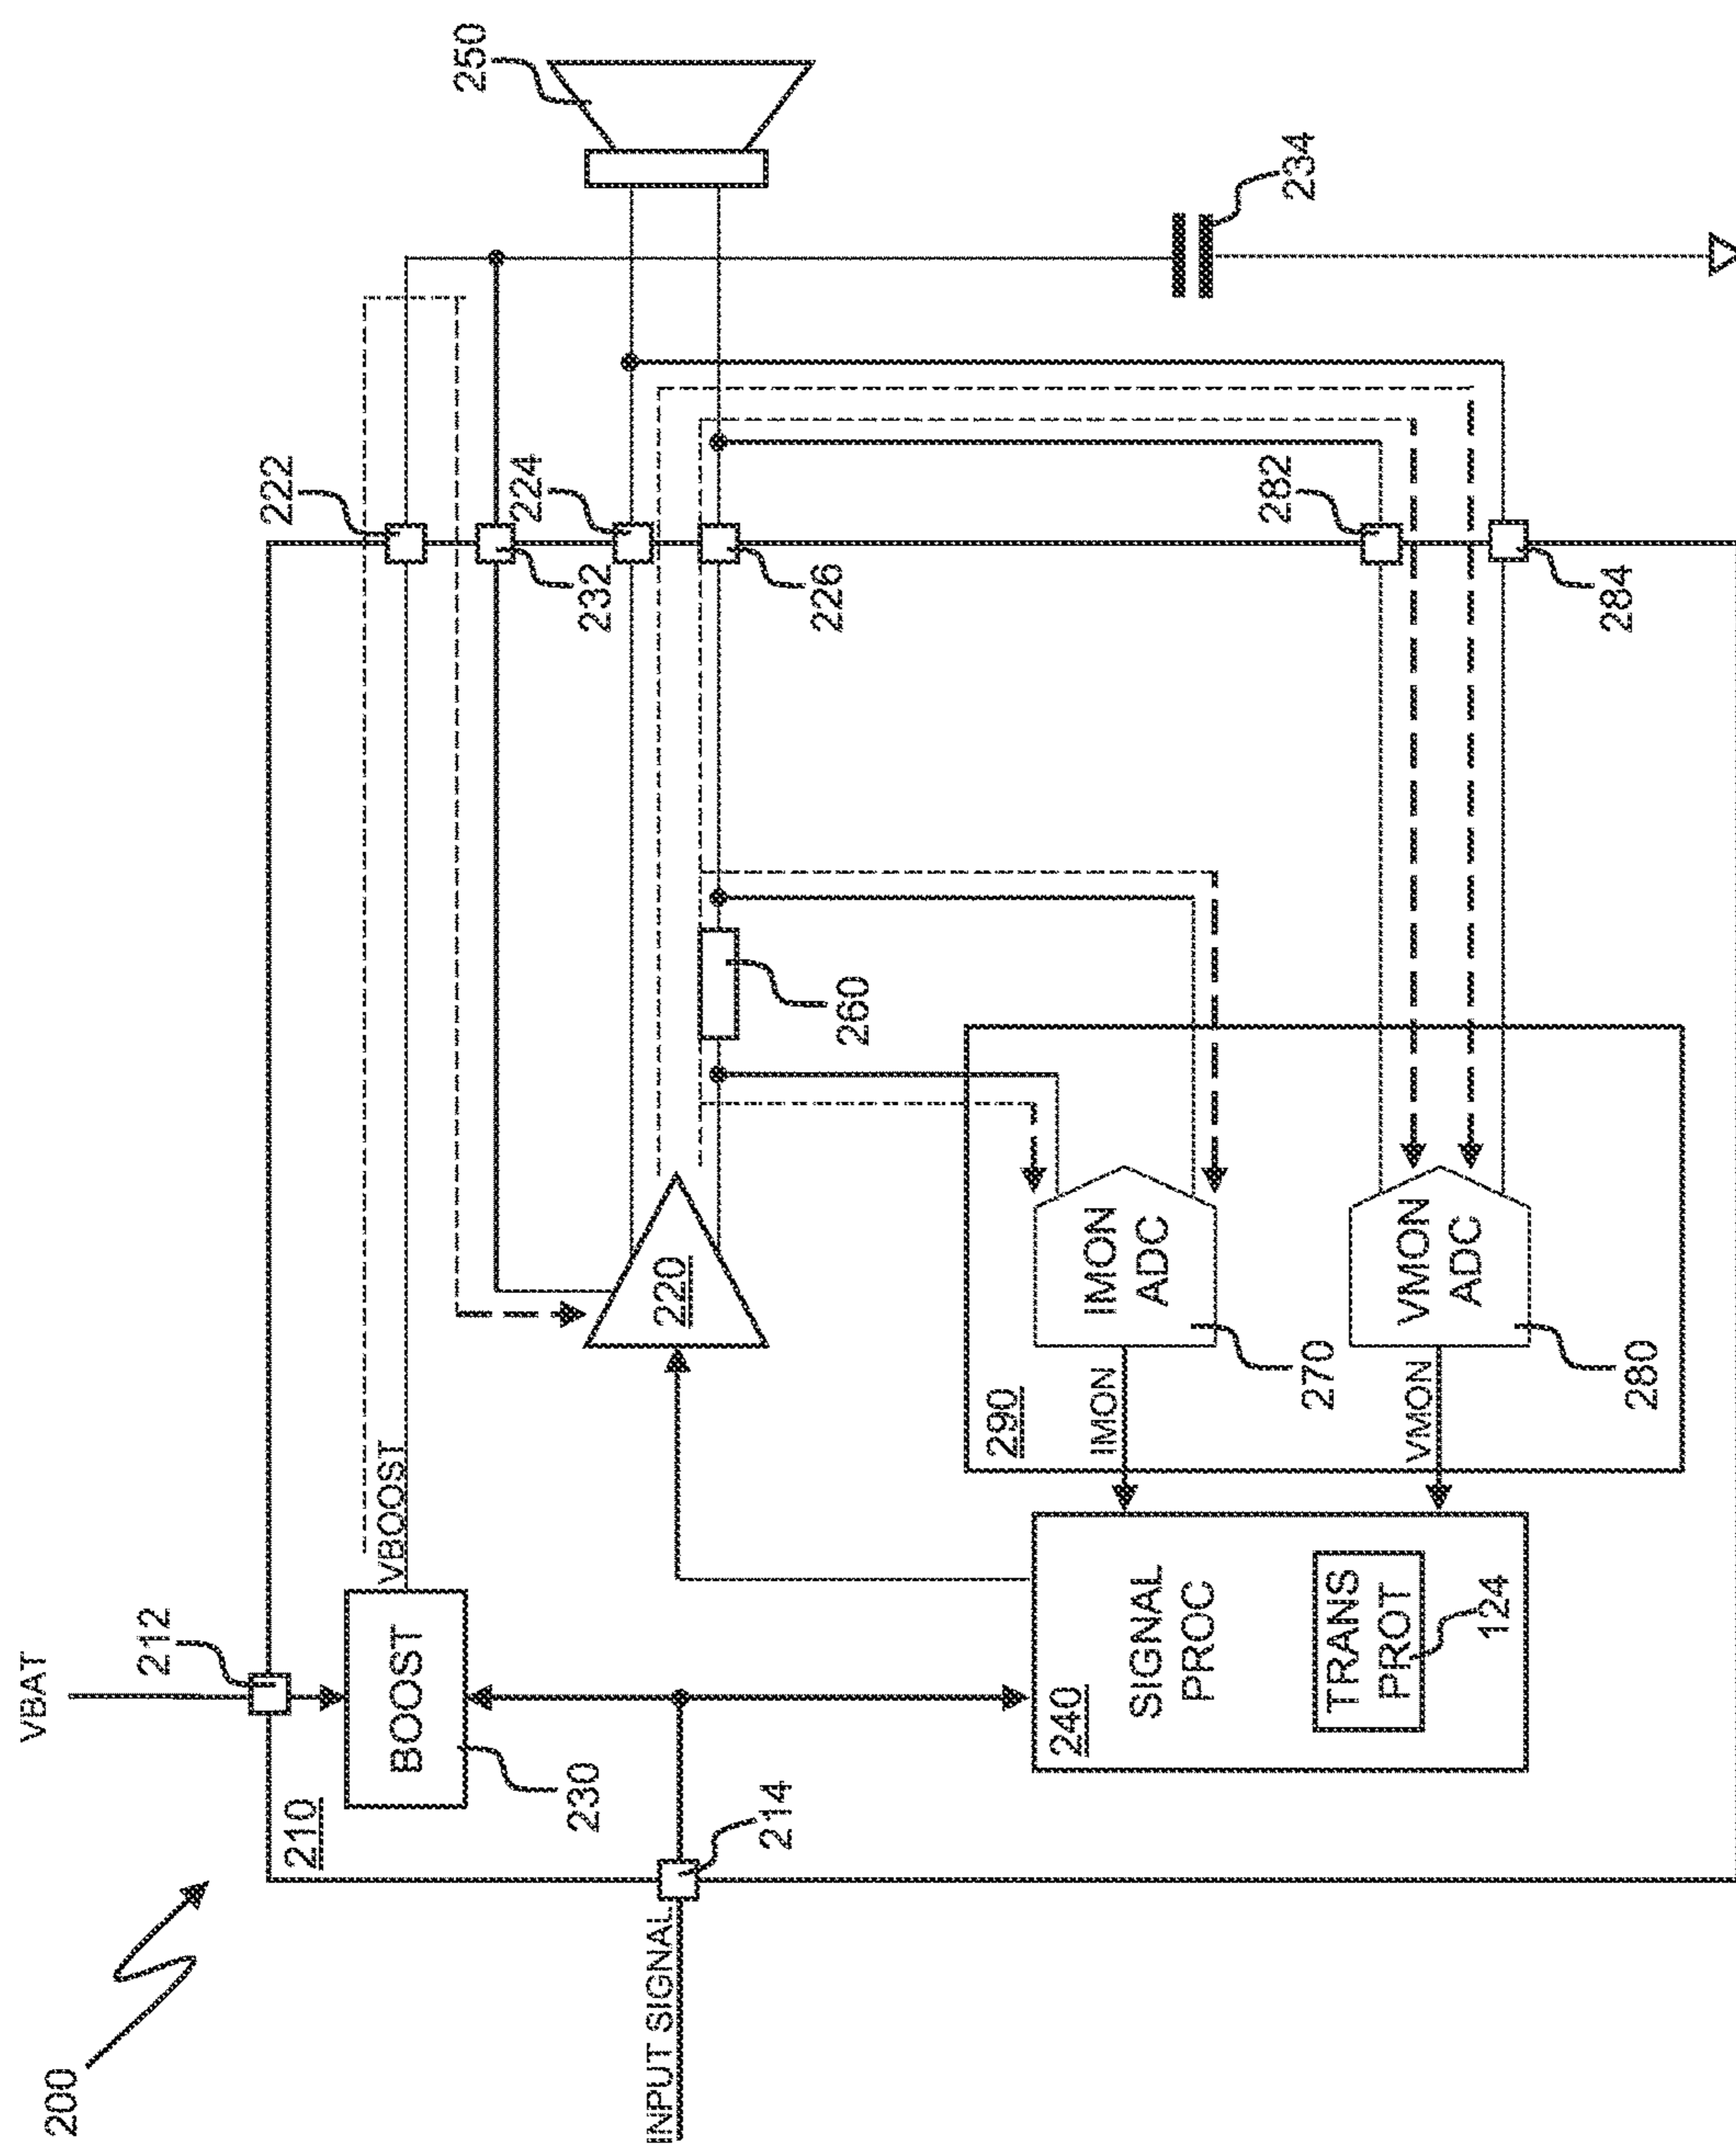 200
VBAT
212
210
BOOST
230
VBOOST
INPUT SIGNAL
214
222
232
224
226
250
234
220
260
240
SIGNAL
PROC
TRANS
PROT
124
290
IMON
IMON
ADC
270
VMON
VMON
ADC
280
282
284